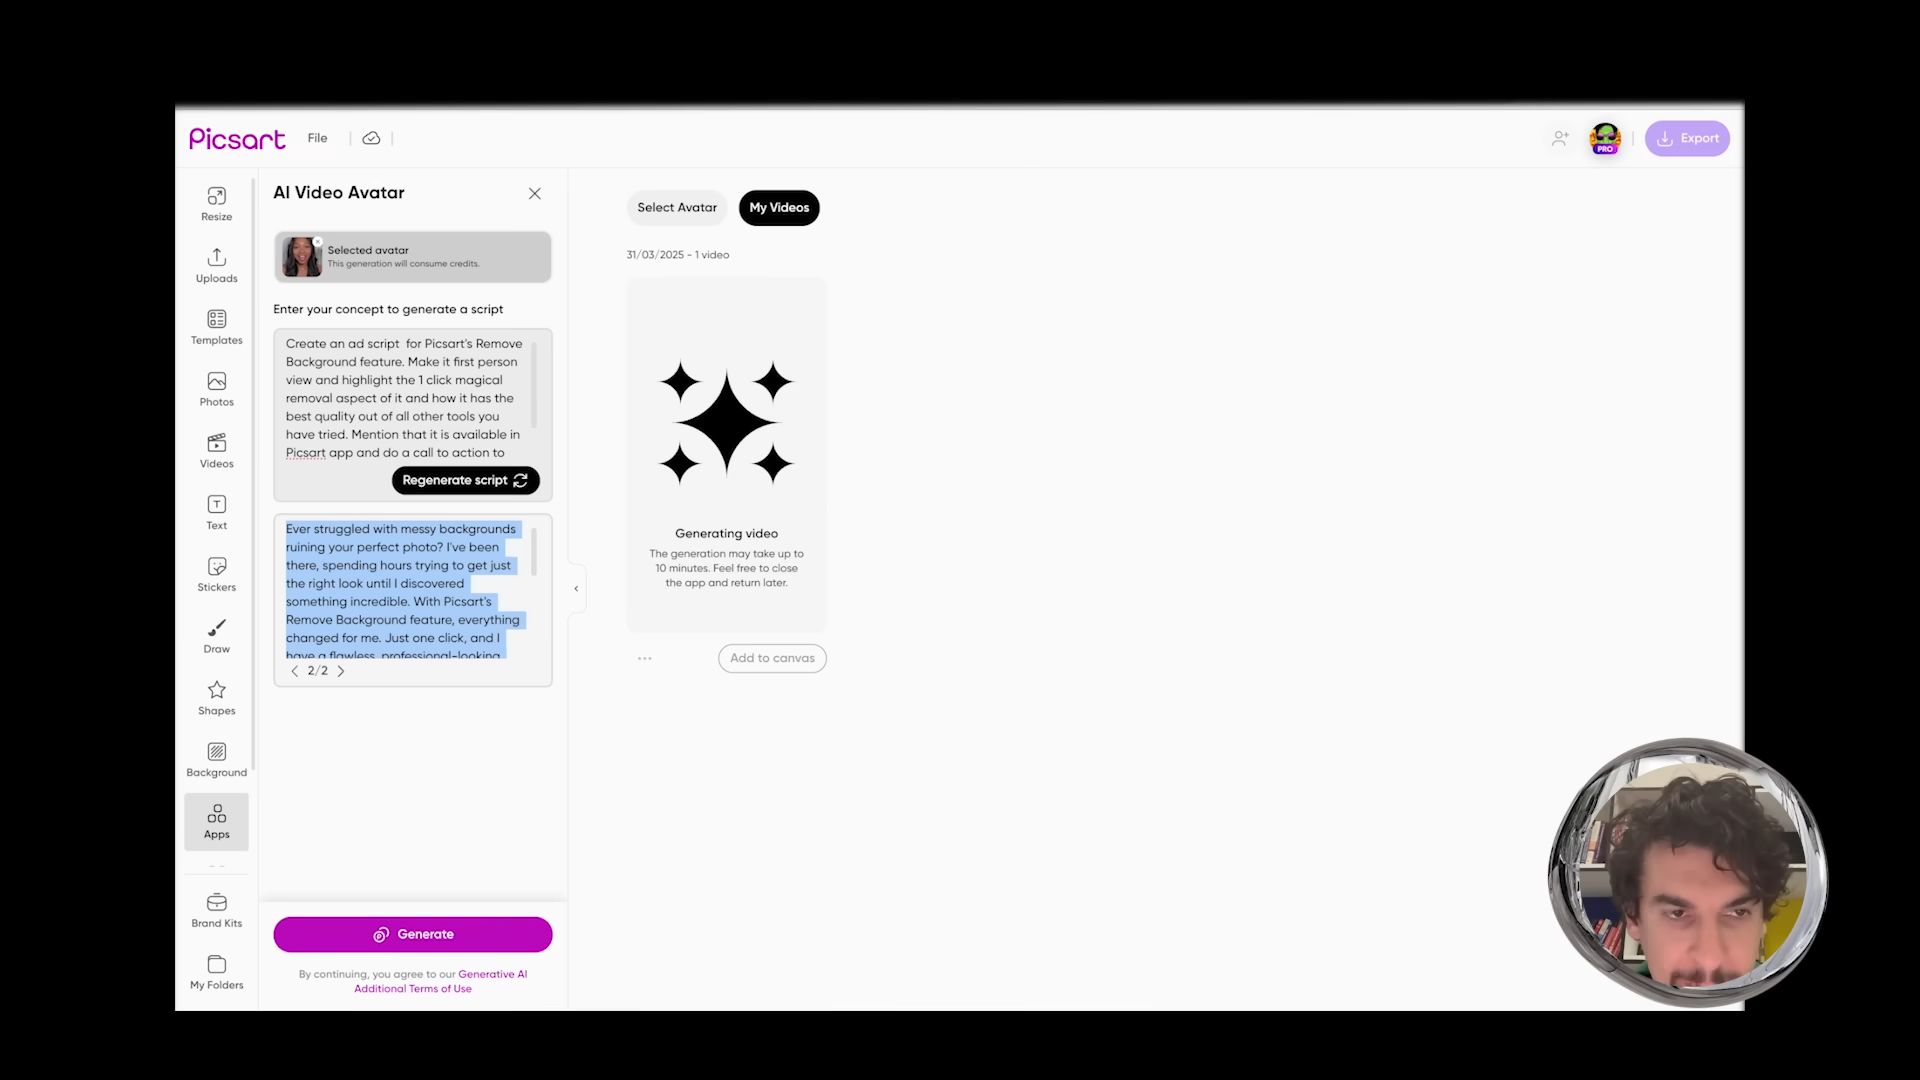 Picsart
File
PRO
Export
Resize
Uploads
Templates
Photos
Videos
Text
Stickers
Draw
Shapes
Background
Apps
Brand Kits
My Folders
AI Video Avatar
Selected avatar
This generation will consume credits.
Enter your concept to generate a script
Create an ad script for Picsart's Remove
Background feature. Make it first person
view and highlight the 1 click magical
removal aspect of it and how it has the
best quality out of all other tools you
have tried. Mention that it is available in
Picsart app and do a call to action to
Regenerate script
Ever struggled with messy backgrounds
ruining your perfect photo? I've been
there, spending hours trying to get just
the right look until I discovered
something incredible. With Picsart's
Remove Background feature, everything
changed for me. Just one click, and I
have a flawless, professional-looking
2/2
Generate
By continuing, you agree to our Generative AI
Additional Terms of Use
Select Avatar
My Videos
31/03/2025 - 1 video
Generating video
The generation may take up to
10 minutes. Feel free to close
the app and return later.
Add to canvas